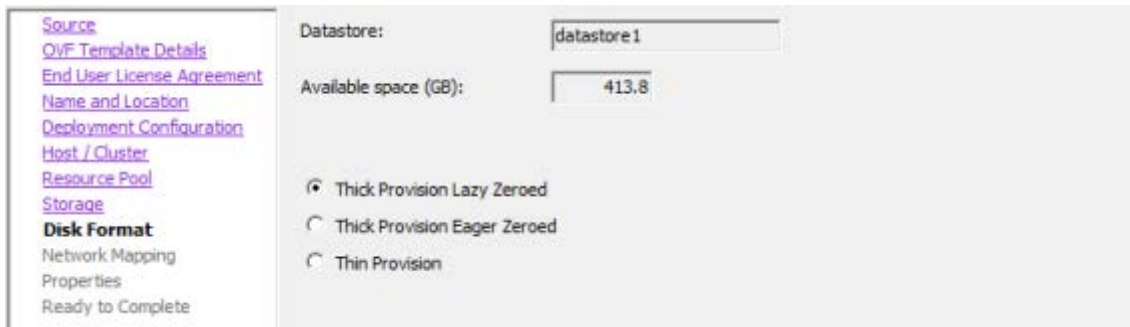 Source
OVF Template Details
End User License Agreement
Name and Location
Deployment Configuration
Host / Cluster
Resource Pool
Storage
Disk Format
Network Mapping
Properties
Ready to Complete
Datastore: datastore1
Available space (GB): 413.8
Thick Provision Lazy Zeroed
Thick Provision Eager Zeroed
Thin Provision